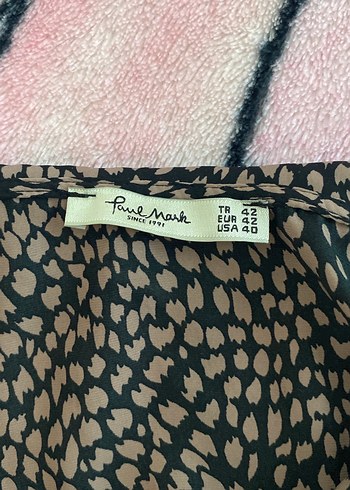 Paul Mark
SINCE 1991
TR 42
EUR 42
USA 40